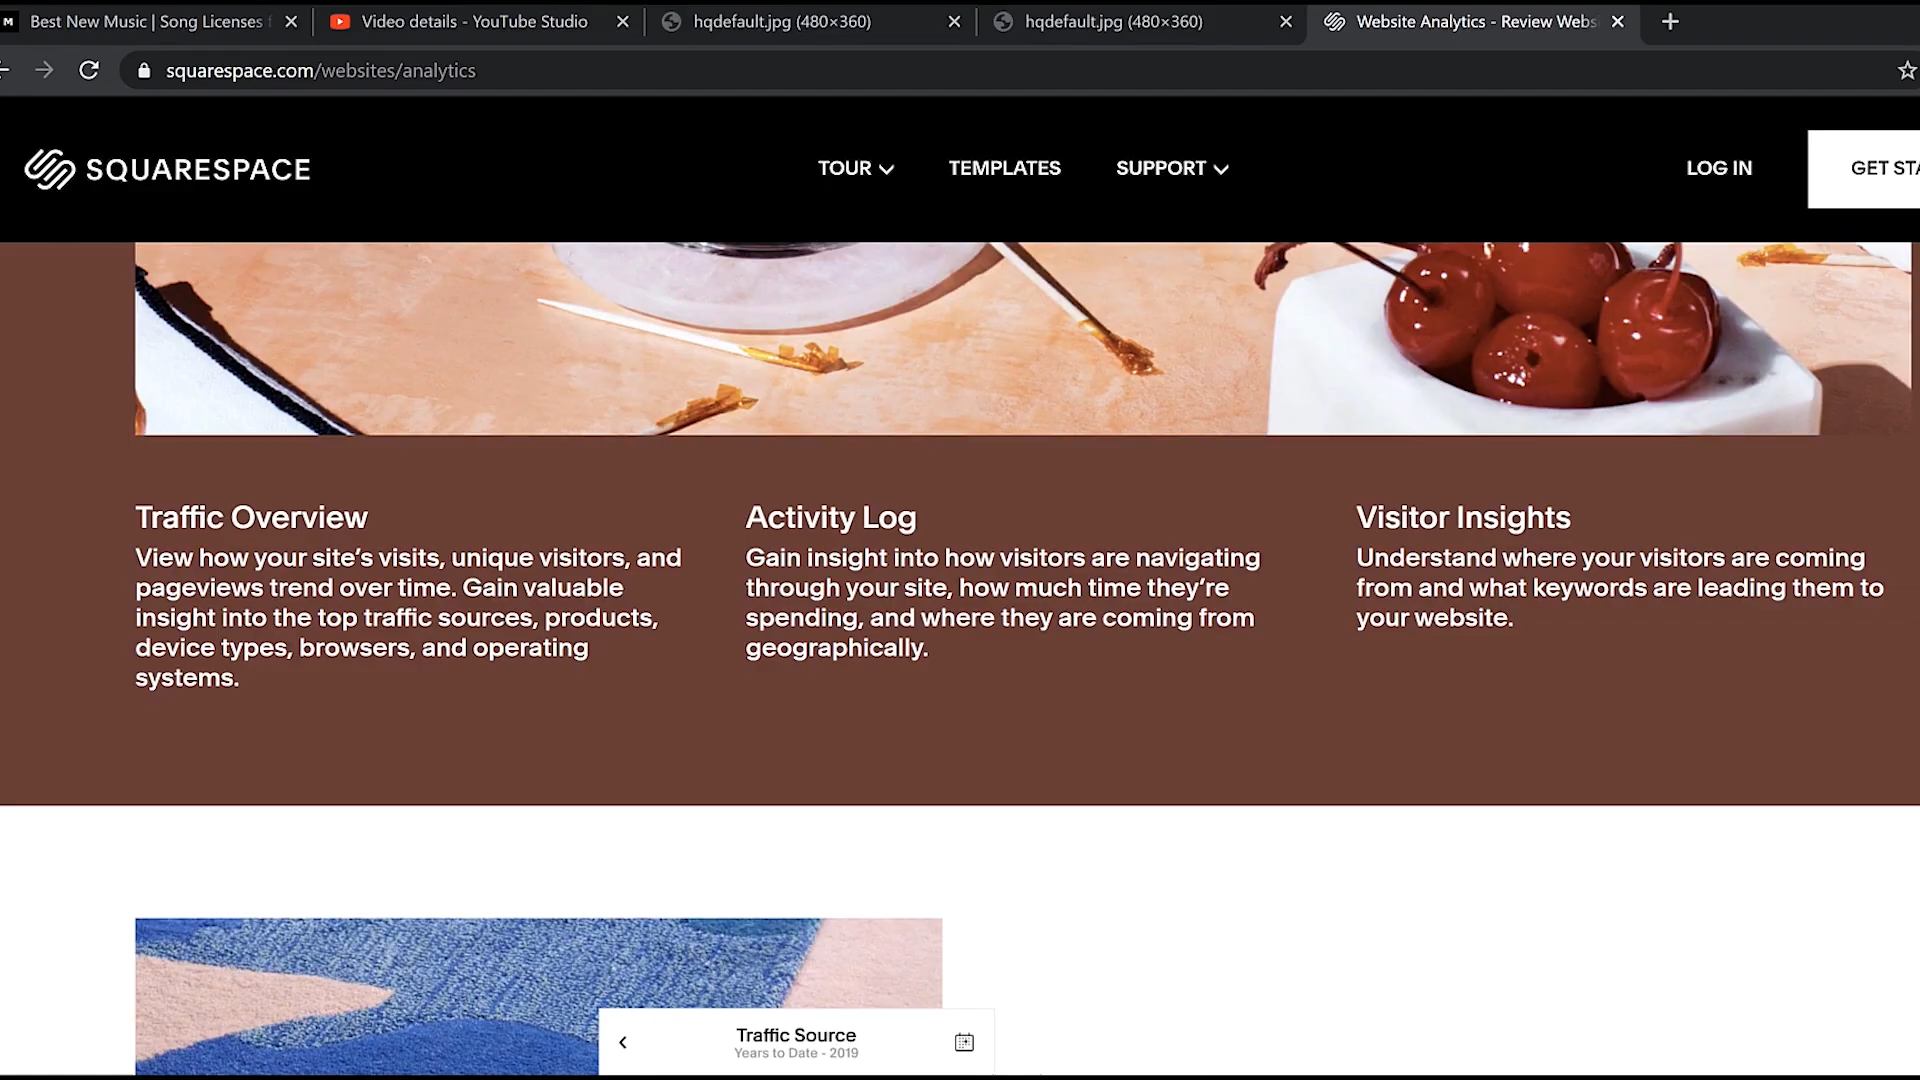 M Best New Music | Song Licenses f
Video details - YouTube Studio
hqdefault.jpg (480×360)
hqdefault.jpg (480×360)
Website Analytics - Review Webs
squarespace.com/websites/analytics
SQUARESPACE
TOUR
TEMPLATES
SUPPORT
LOG IN
GET STA
Traffic Overview
View how your site’s visits, unique visitors, and
pageviews trend over time. Gain valuable
insight into the top traffic sources, products,
device types, browsers, and operating
systems.
Activity Log
Gain insight into how visitors are navigating
through your site, how much time they’re
spending, and where they are coming from
geographically.
Visitor Insights
Understand where your visitors are coming
from and what keywords are leading them to
your website.
Traffic Source
Years to Date - 2019